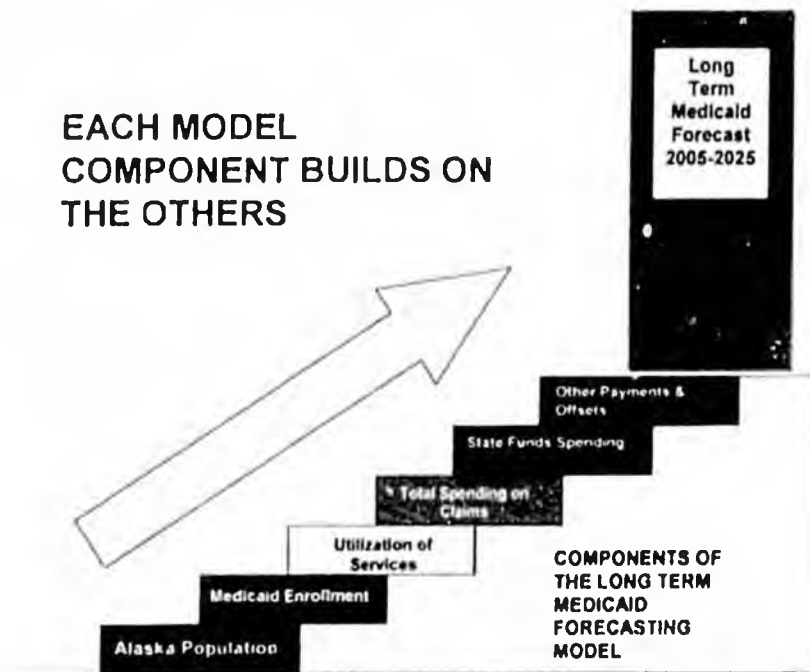 EACH MODEL
COMPONENT BUILDS ON
THE OTHERS
Long
Term
Medicaid
Forecast
2005-2025
Other Payments &
Offsets
State Funds Spending
Total Spending on
Claims
Utilization of
Services
Medicaid Enrollment
Alaska Population
COMPONENTS OF
THE LONG TERM
MEDICAID
FORECASTING
MODEL